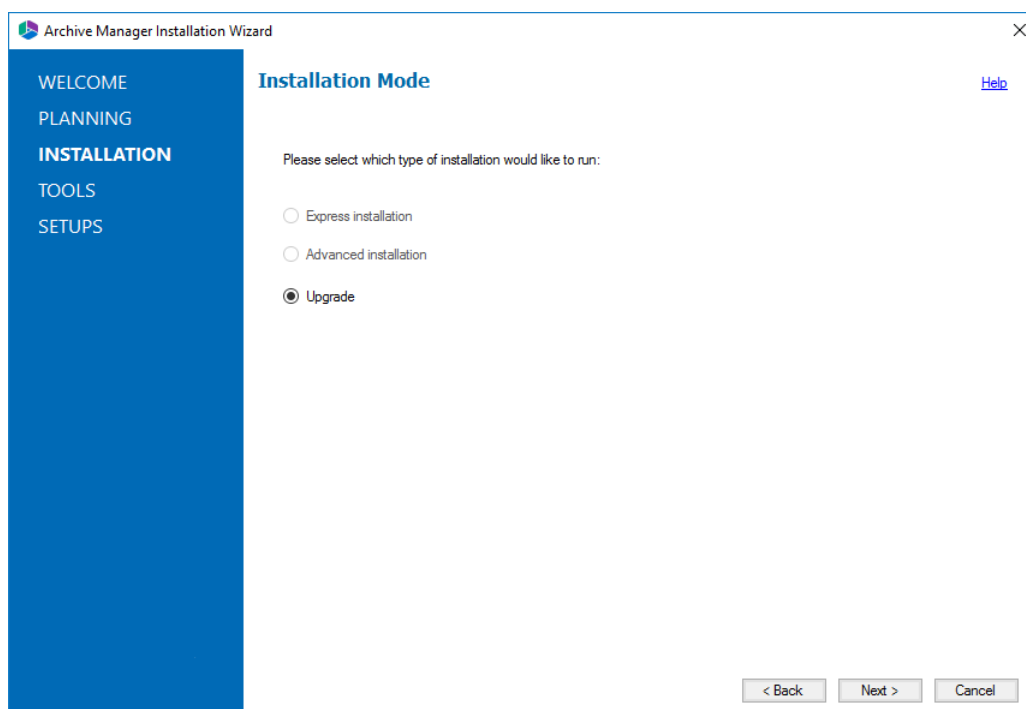 Archive Manager Installation Wizard
WELCOME
PLANNING
INSTALLATION
TOOLS
SETUPS
Installation Mode
Help
Please select which type of installation would like to run:
Express installation
Advanced installation
Upgrade
< Back
Next >
Cancel